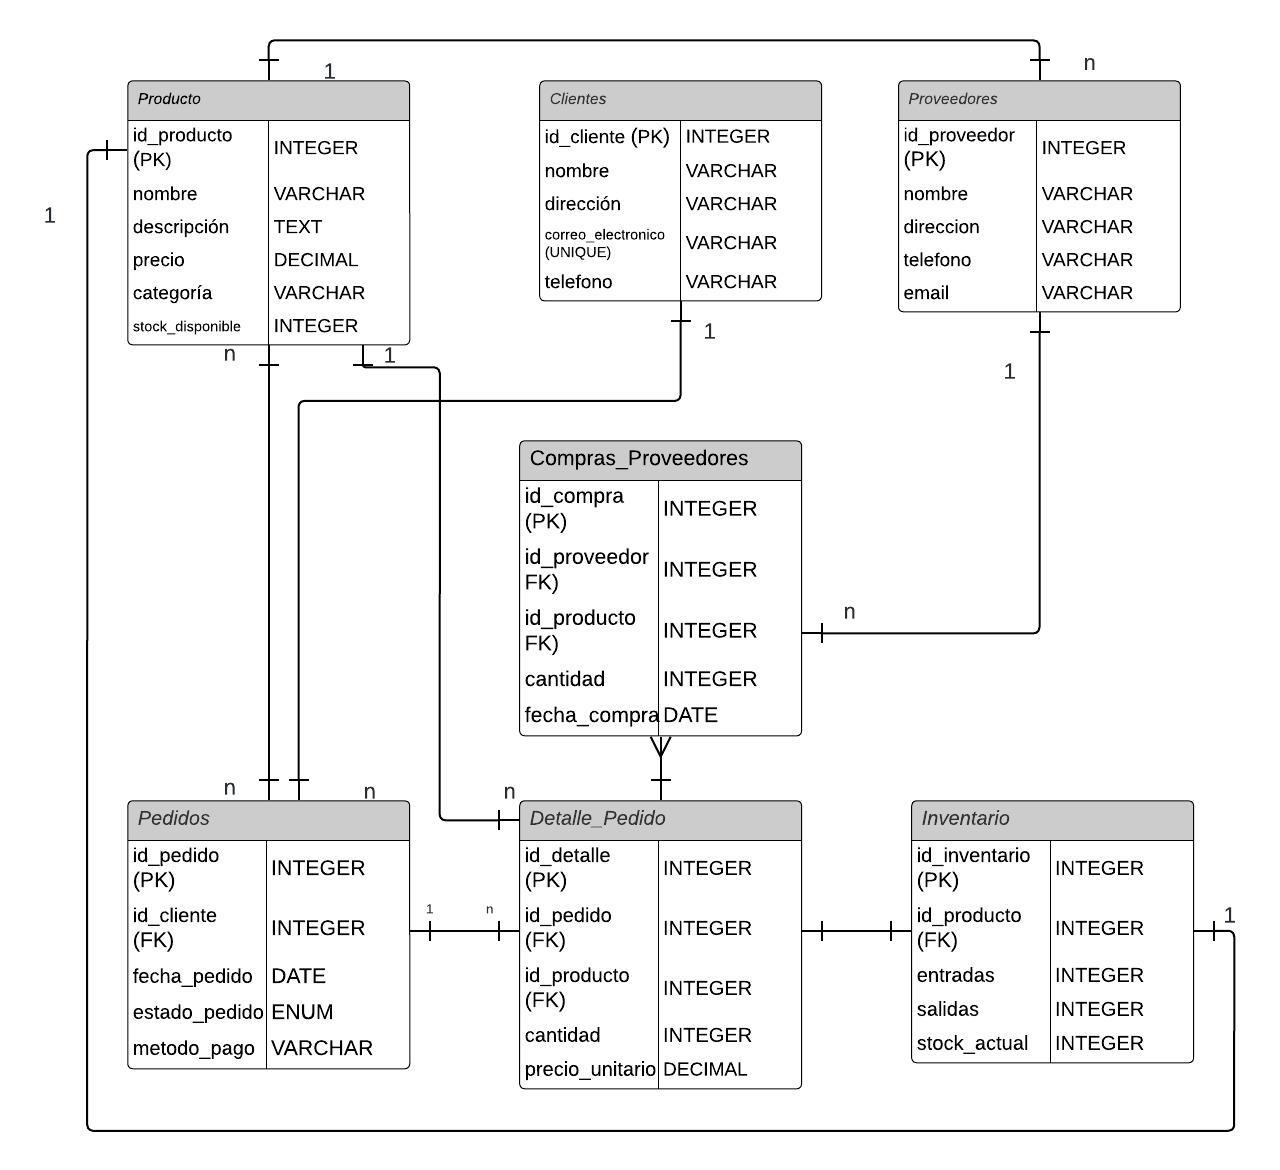 1
n
Producto
id_producto
(PK)
INTEGER
nombre
VARCHAR
descripción
TEXT
precio
DECIMAL
categoría
VARCHAR
stock_disponible
INTEGER
Clientes
id_cliente (PK)
INTEGER
nombre
VARCHAR
dirección
VARCHAR
correo_electronico
(UNIQUE)
VARCHAR
telefono
VARCHAR
Proveedores
id_proveedor
(PK)
INTEGER
nombre
VARCHAR
direccion
VARCHAR
telefono
VARCHAR
email
VARCHAR
1
n
1
1
1
Compras_Proveedores
id_compra
(PK)
INTEGER
id_proveedor
FK)
INTEGER
id_producto
FK)
INTEGER
cantidad
INTEGER
fecha_compra
DATE
n
n
n
n
Pedidos
id_pedido
(PK)
INTEGER
id_cliente
(FK)
INTEGER
fecha_pedido
DATE
estado_pedido
ENUM
metodo_pago
VARCHAR
1
n
Detalle_Pedido
id_detalle
(PK)
INTEGER
id_pedido
(FK)
INTEGER
id_producto
(FK)
INTEGER
cantidad
INTEGER
precio_unitario
DECIMAL
Inventario
id_inventario
(PK)
INTEGER
id_producto
(FK)
INTEGER
entradas
INTEGER
salidas
INTEGER
stock_actual
INTEGER
1